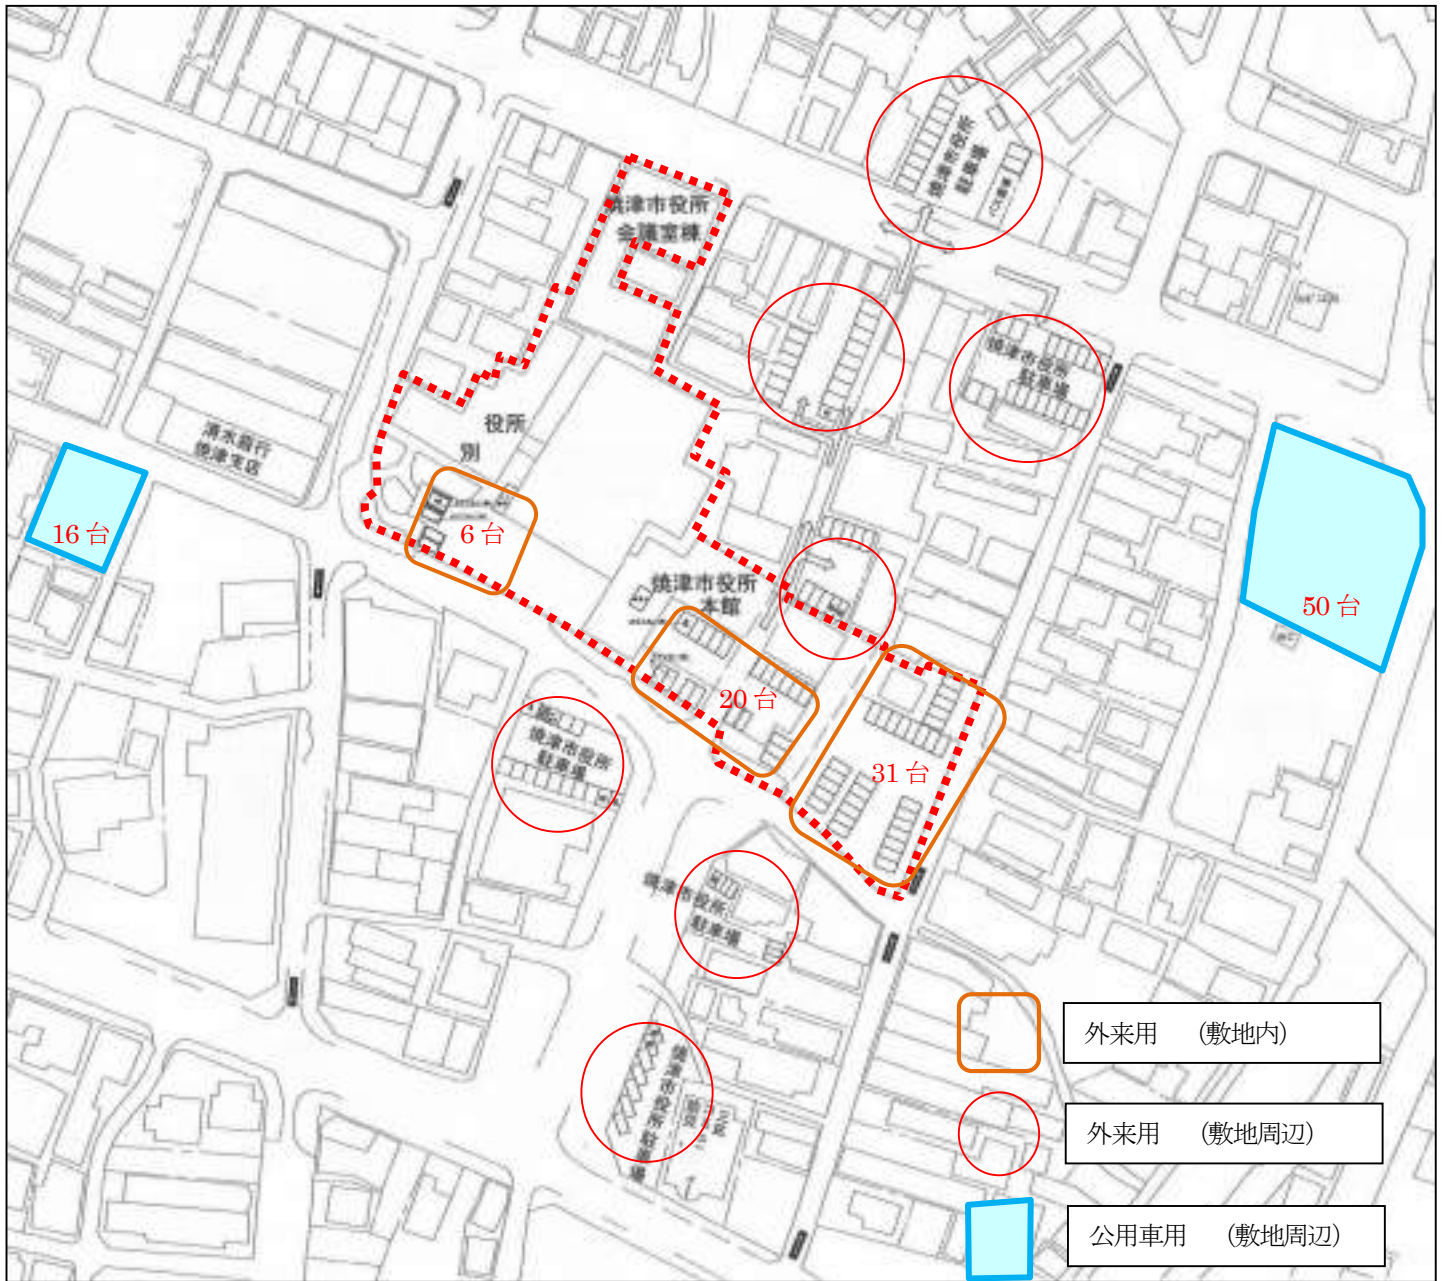 焼津市役所
駐車場
焼津市役所
会議室棟
焼津市役所
駐車場
役所
別
清水銀行
焼津支店
16台
6台
50台
焼津市役所
本館
20台
31台
焼津市役所
駐車場
焼津市役所
駐車場
焼津市役所駐車場
外来用 (敷地内)
外来用 (敷地周辺)
公用車用 (敷地周辺)